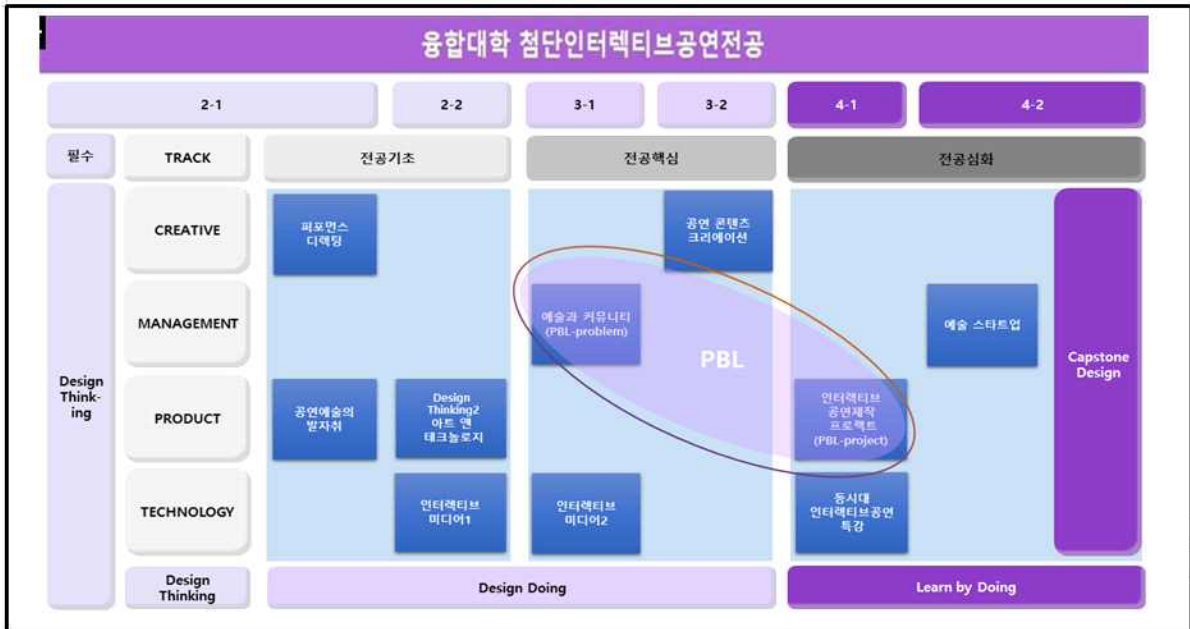 융합대학 첨단인터렉티브공연전공
2-1
2-2
3-1
3-2
4-1
4-2
필수
TRACK
전공기초
전공핵심
전공심화
Design
Think-
ing
CREATIVE
퍼포먼스
디렉팅
공연 콘텐츠
크리에이션
MANAGEMENT
예술과 커뮤니티
(PBL-problem)
PBL
예술 스타트업
Capstone
Design
PRODUCT
공연예술의
발자취
Design
Thinking2
아트 앤
테크놀로지
인터랙티브
공연제작
프로젝트
(PBL-project)
TECHNOLOGY
인터랙티브
미디어1
인터랙티브
미디어2
동시대
인터랙티브공연
특강
Design
Thinking
Design Doing
Learn by Doing